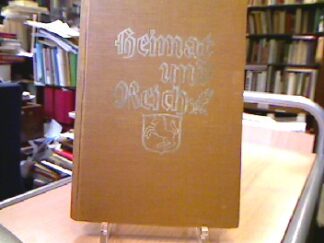 Heimat
und
Reich